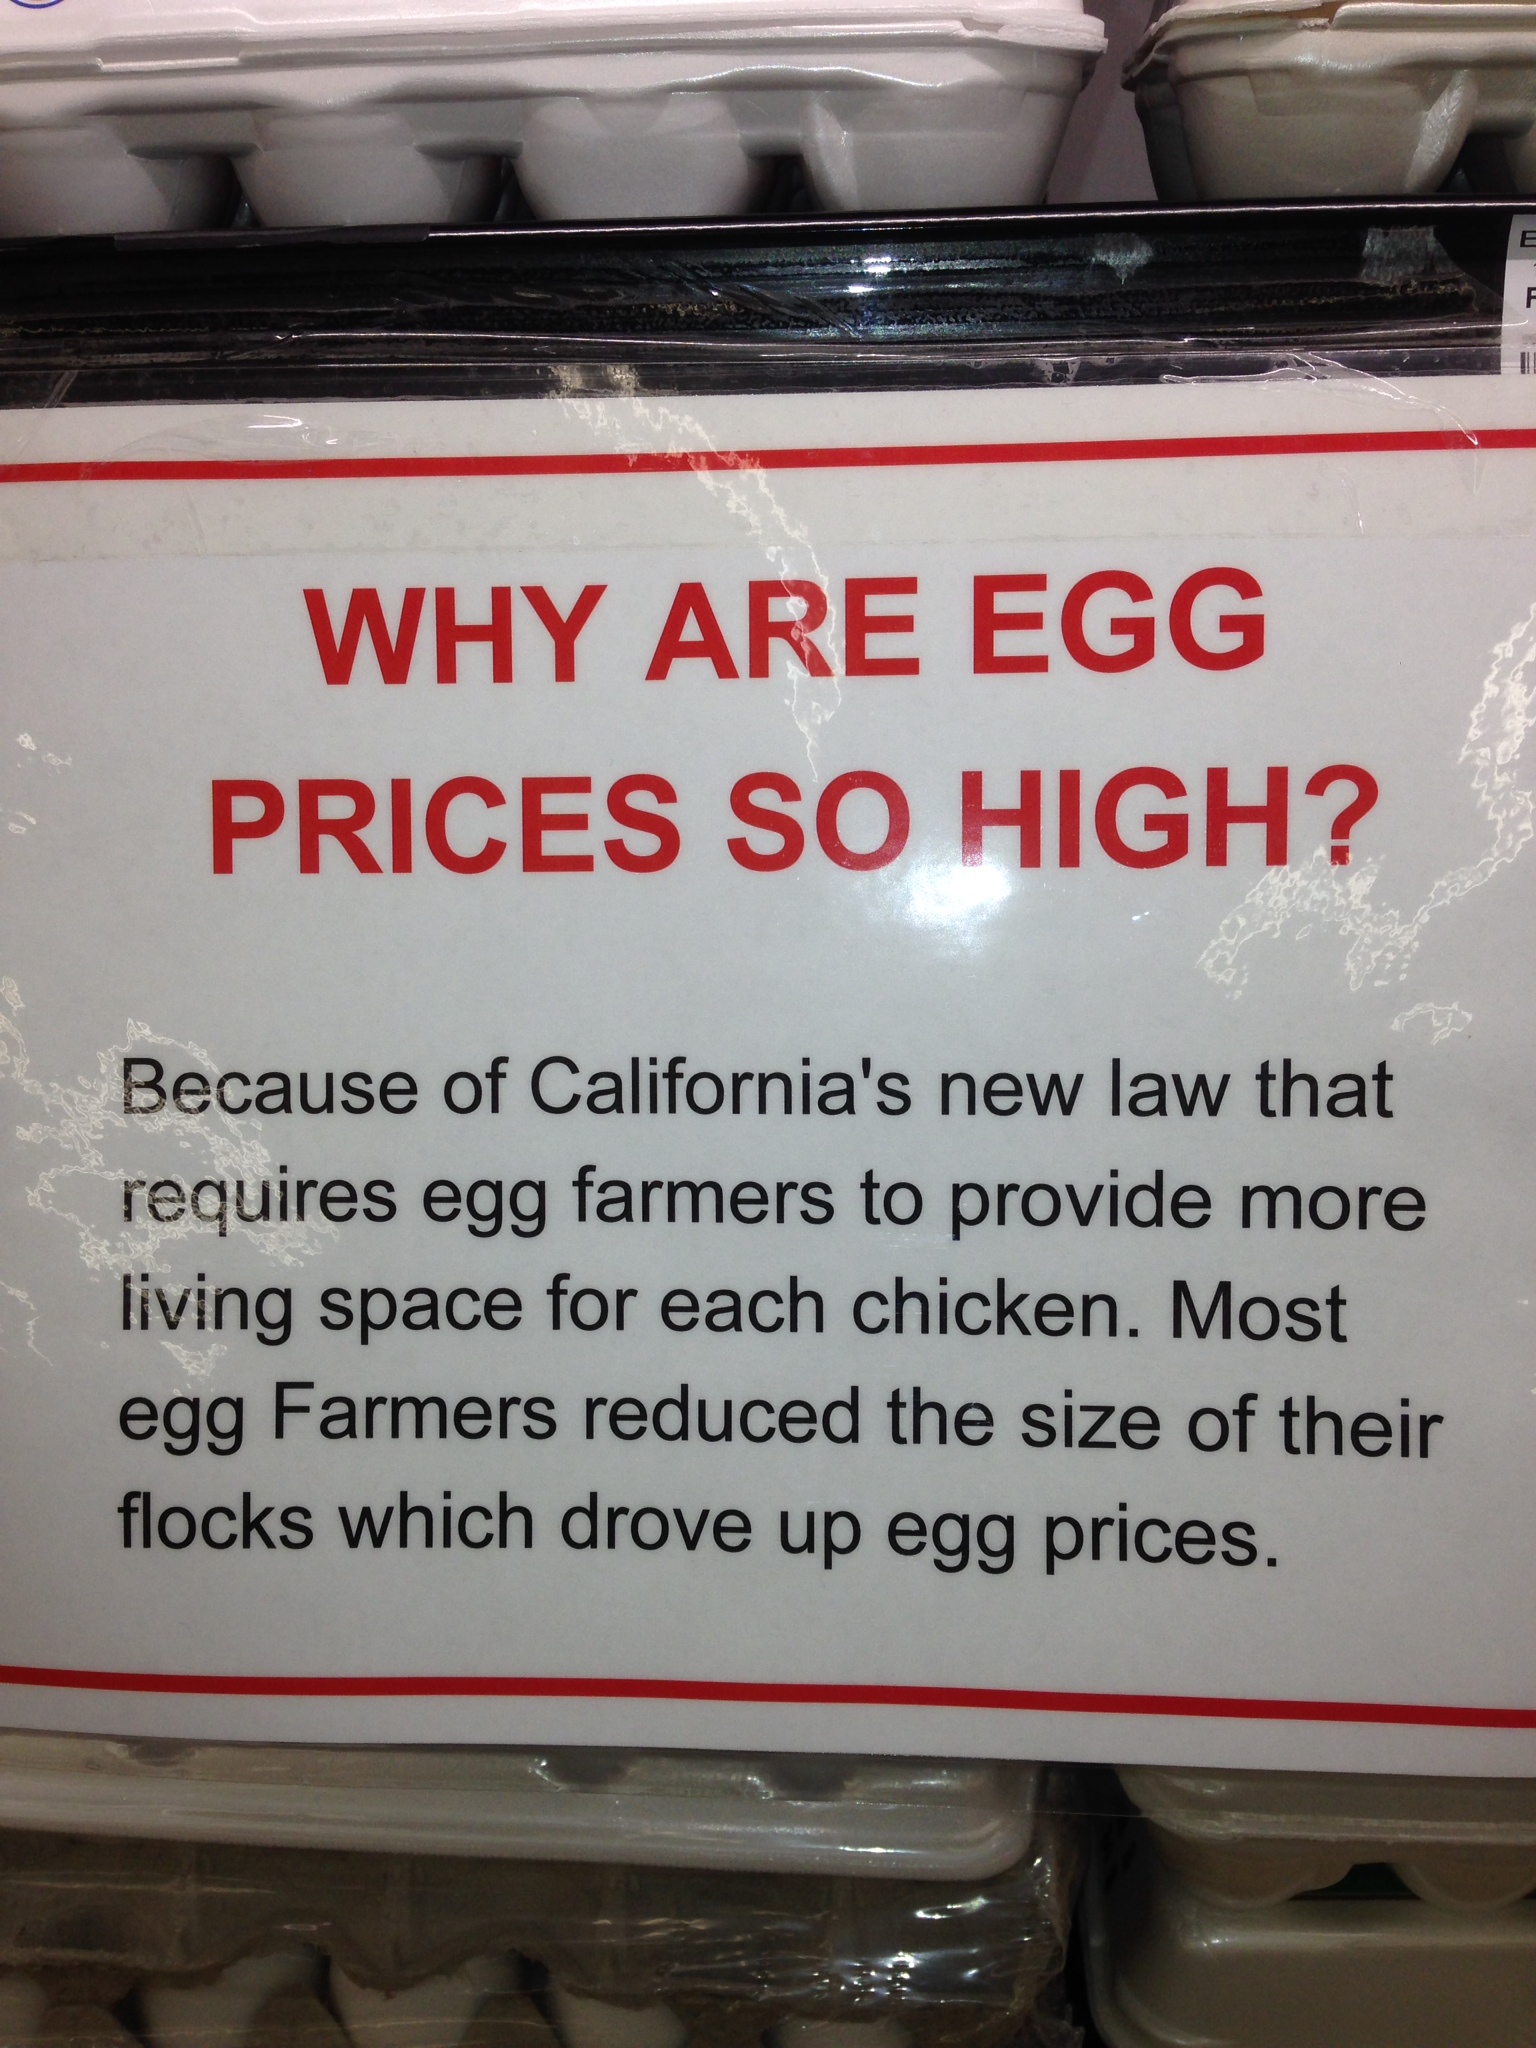 WHY ARE EGG
PRICES SO HIGH?
Because of California's new law that
requires egg farmers to provide more
living space for each chicken. Most
egg Farmers reduced the size of their
flocks which drove up egg prices.